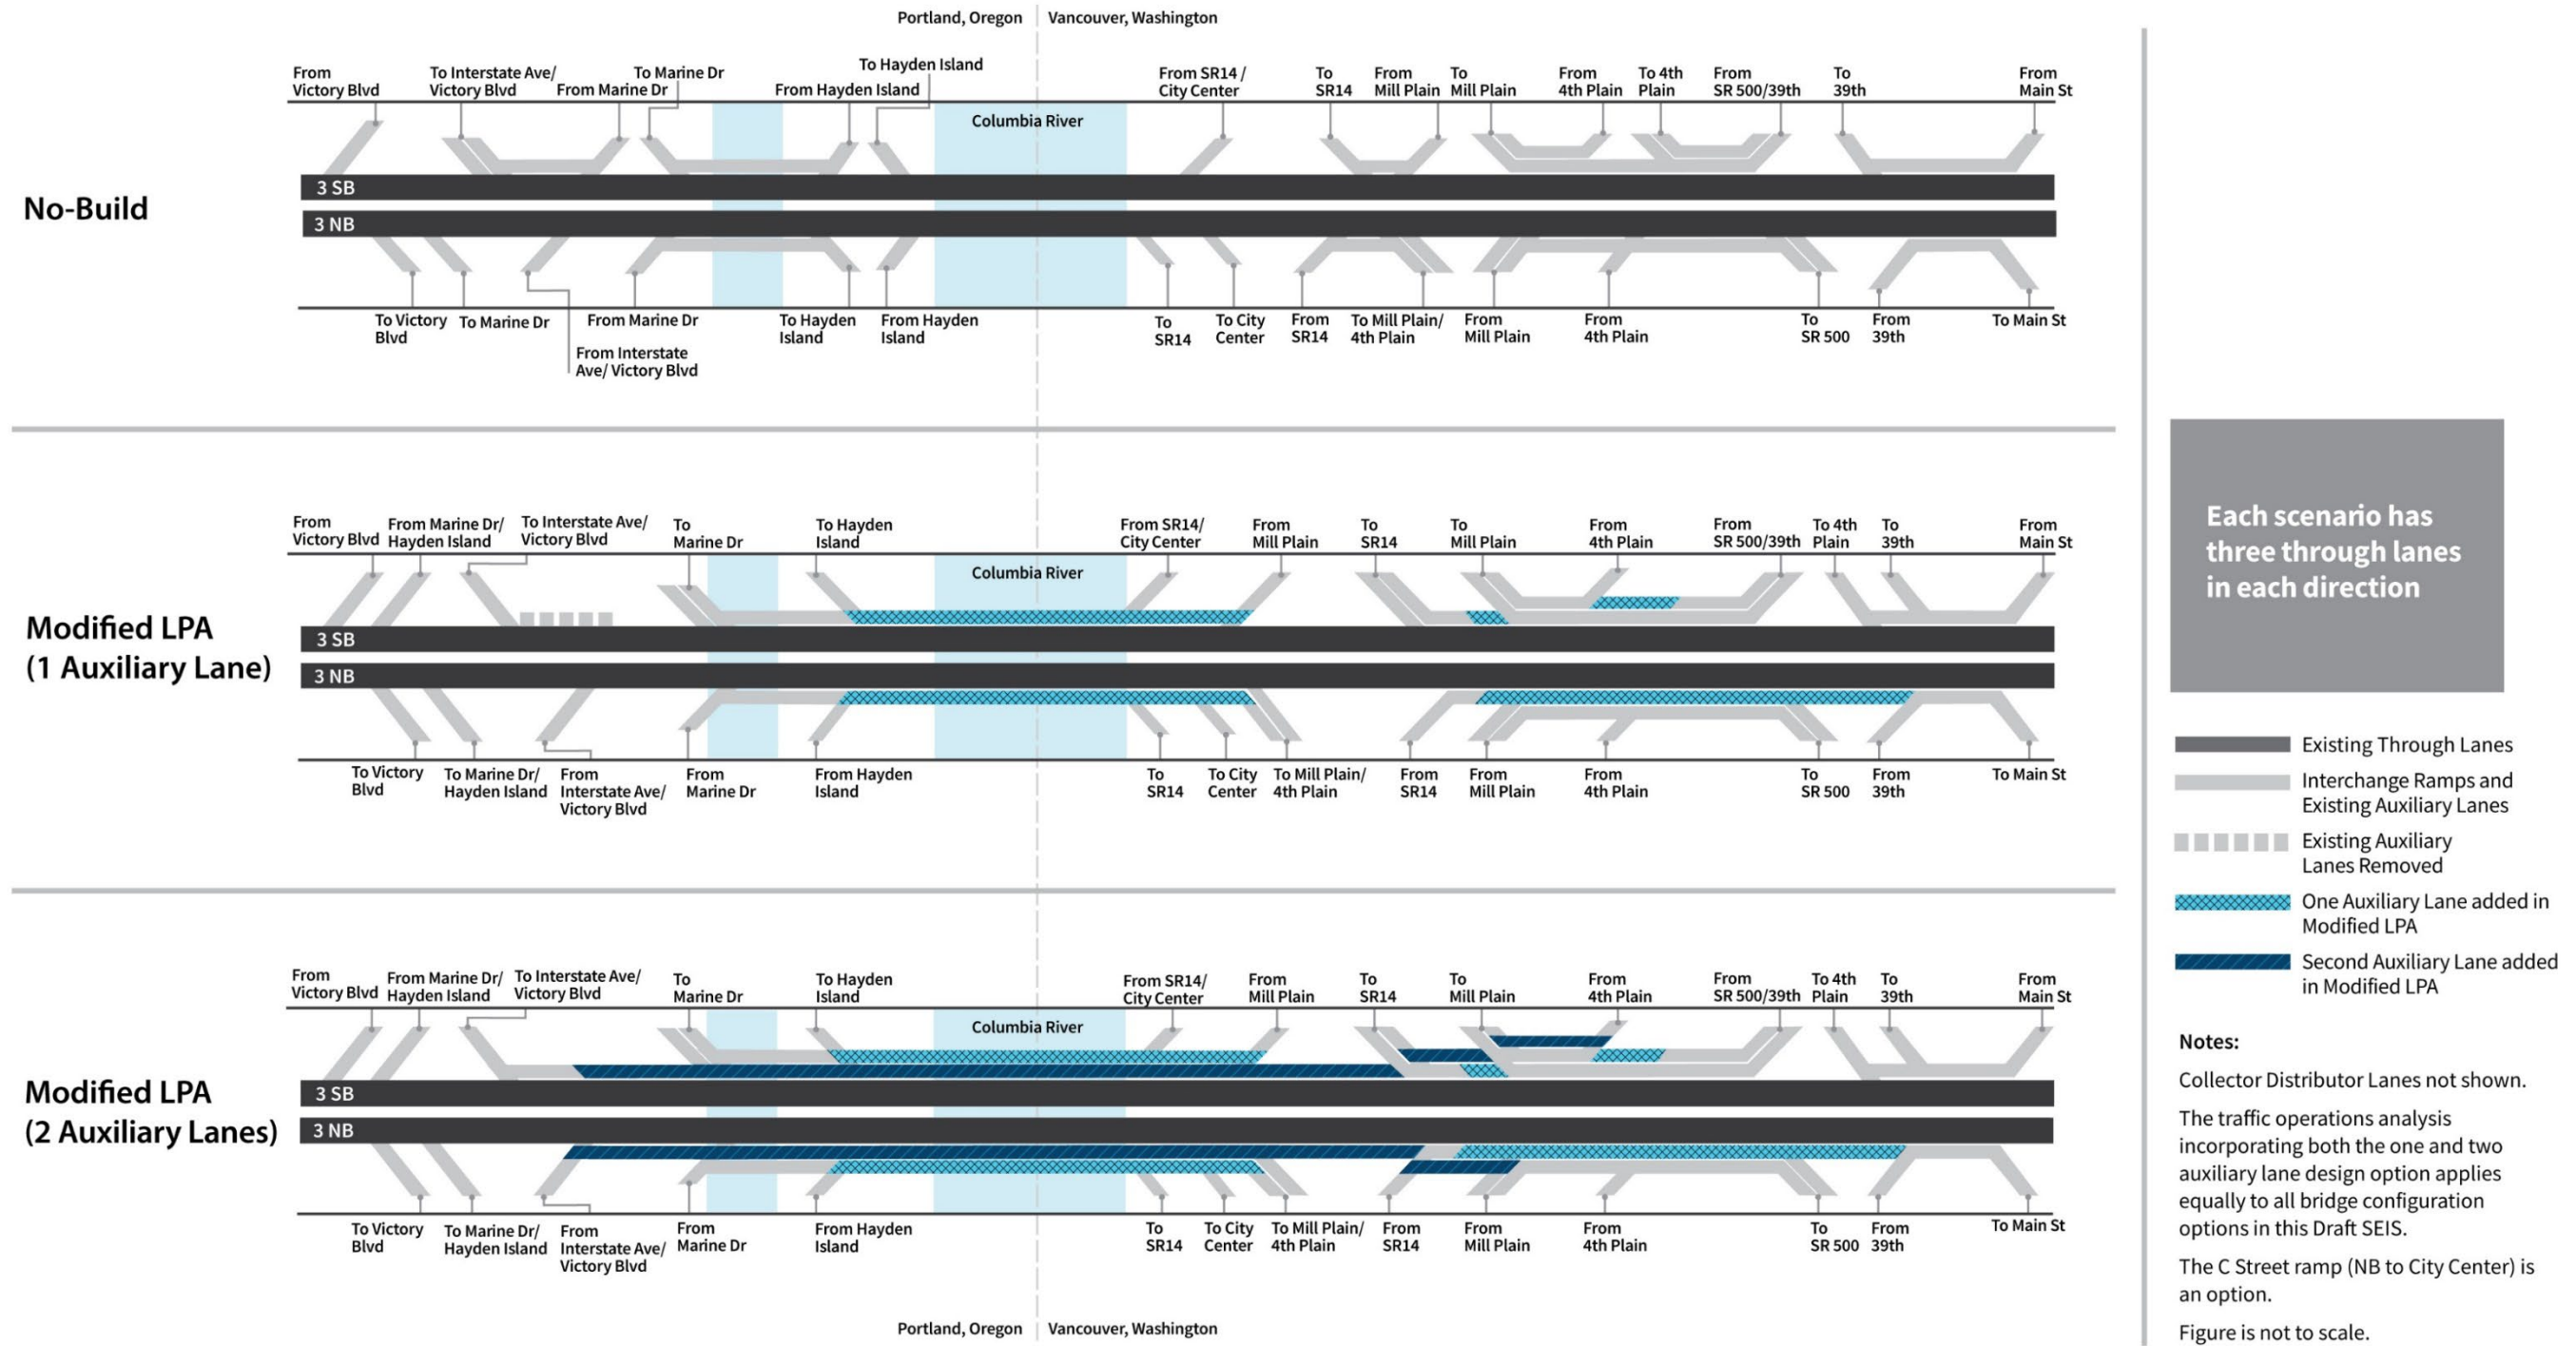 Portland, Oregon
Vancouver, Washington
No-Build
From
Victory Blvd
To Interstate Ave/
Victory Blvd
From Marine Dr
To Marine Dr
From Hayden Island
To Hayden Island
From SR14 /
City Center
To
SR14
From
Mill Plain
To
Mill Plain
From
4th Plain
To 4th
Plain
From
SR 500/39th
To
39th
From
Main St
Columbia River
3 SB
3 NB
To Victory
Blvd
To Marine Dr
From Interstate
Ave/ Victory Blvd
From Marine Dr
To Hayden
Island
From Hayden
Island
To
SR14
To City
Center
From
SR14
To Mill Plain/
4th Plain
From
Mill Plain
From
4th Plain
To
SR 500
From
39th
To Main St
Modified LPA
(1 Auxiliary Lane)
From
Victory Blvd
From Marine Dr/
Hayden Island
To Interstate Ave/
Victory Blvd
To
Marine Dr
To Hayden
Island
From SR14/
City Center
From
Mill Plain
To
SR14
To
Mill Plain
From
4th Plain
From
SR 500/39th
To 4th
Plain
To
39th
From
Main St
Columbia River
3 SB
3 NB
To Victory
Blvd
To Marine Dr/
Hayden Island
From
Interstate Ave/
Victory Blvd
From
Marine Dr
From Hayden
Island
To
SR14
To City
Center
To Mill Plain/
4th Plain
From
SR14
From
Mill Plain
From
4th Plain
To
SR 500
From
39th
To Main St
Modified LPA
(2 Auxiliary Lanes)
From
Victory Blvd
From Marine Dr/
Hayden Island
To Interstate Ave/
Victory Blvd
To
Marine Dr
To Hayden
Island
From SR14/
City Center
From
Mill Plain
To
SR14
To
Mill Plain
From
4th Plain
From
SR 500/39th
To 4th
Plain
To
39th
From
Main St
Columbia River
3 SB
3 NB
To Victory
Blvd
To Marine Dr/
Hayden Island
From
Interstate Ave/
Victory Blvd
From
Marine Dr
From Hayden
Island
To
SR14
To City
Center
To Mill Plain/
4th Plain
From
SR14
From
Mill Plain
From
4th Plain
To
SR 500
From
39th
To Main St
Portland, Oregon
Vancouver, Washington
Each scenario has
three through lanes
in each direction
Existing Through Lanes
Interchange Ramps and
Existing Auxiliary Lanes
Existing Auxiliary
Lanes Removed
One Auxiliary Lane added in
Modified LPA
Second Auxiliary Lane added
in Modified LPA
Notes:
Collector Distributor Lanes not shown.
The traffic operations analysis
incorporating both the one and two
auxiliary lane design option applies
equally to all bridge configuration
options in this Draft SEIS.
The C Street ramp (NB to City Center) is
an option.
Figure is not to scale.